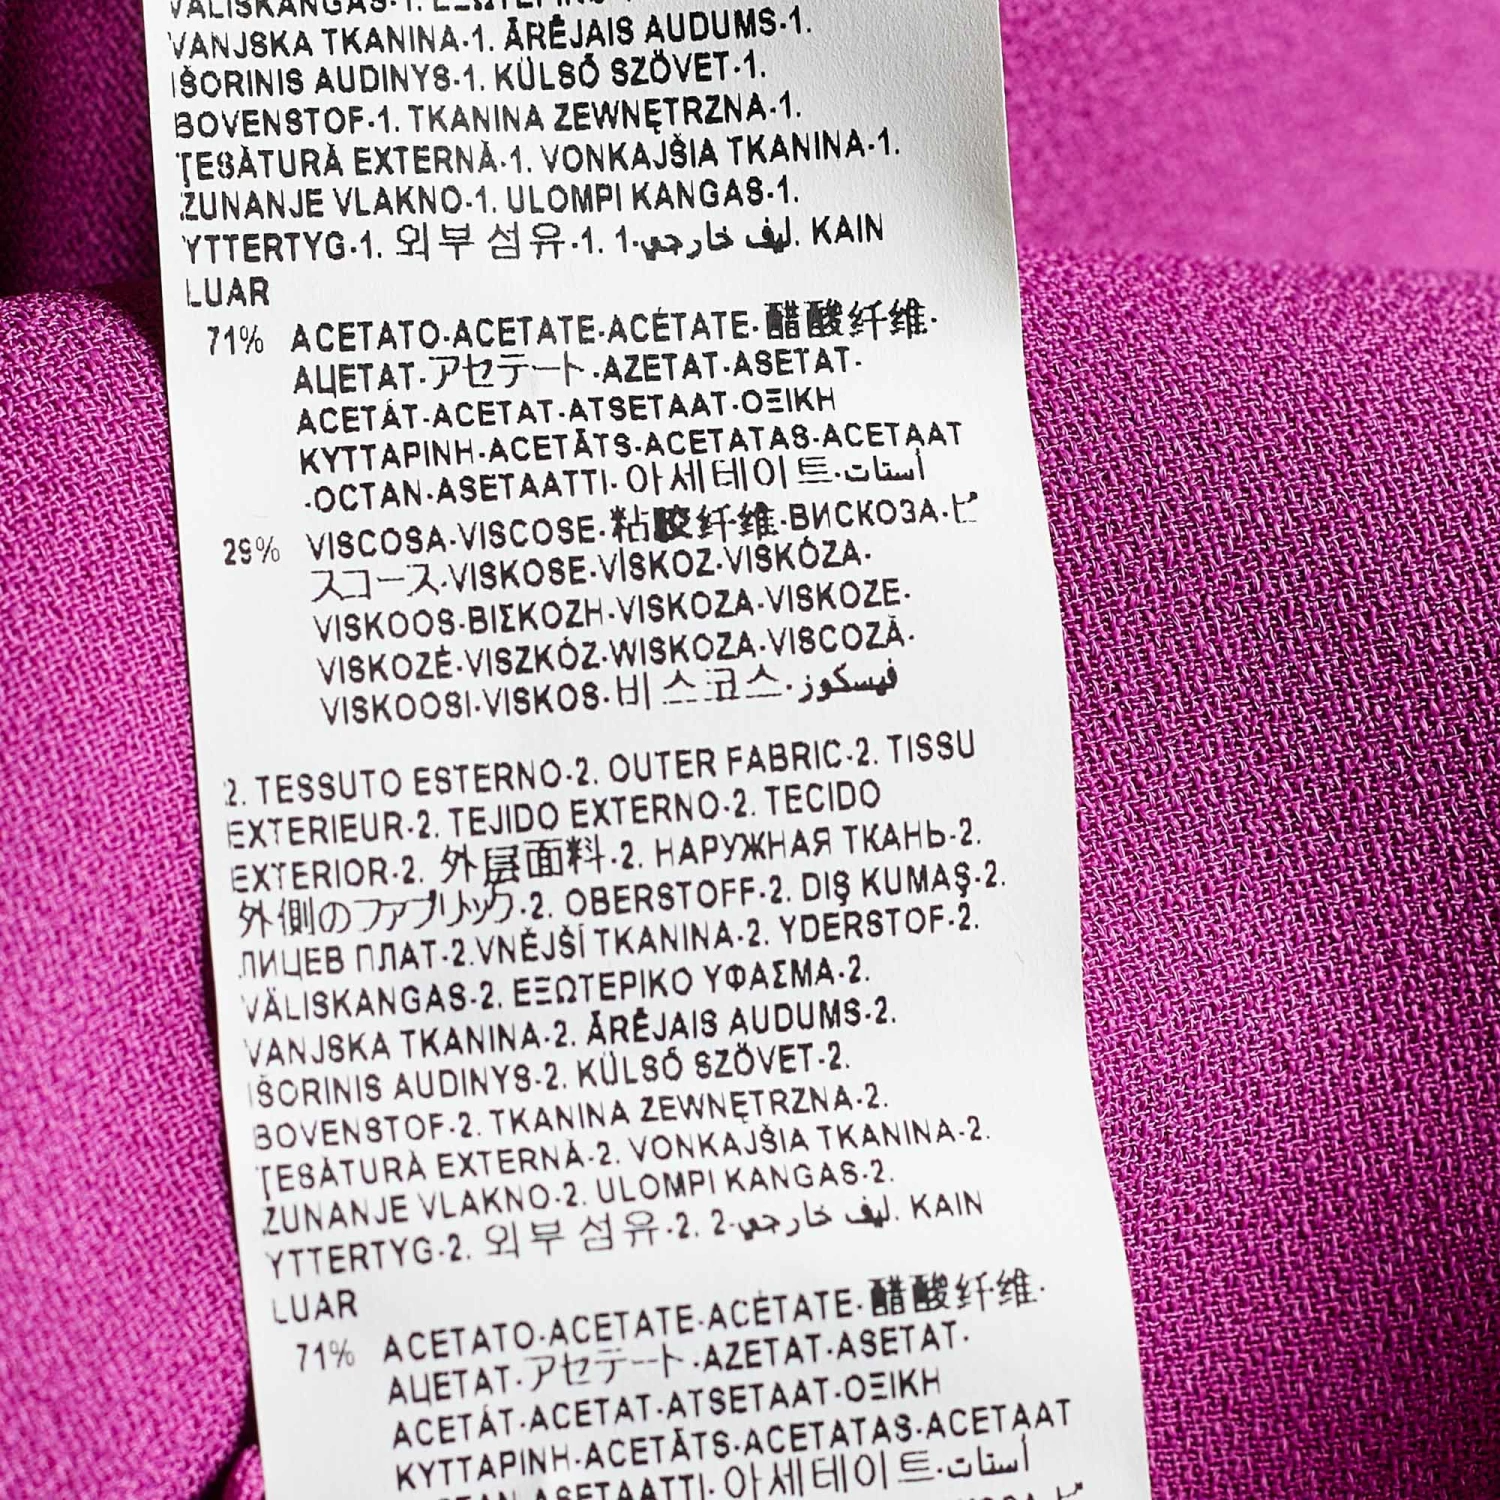 VÄLISKANGAS-1.
VANJSKA TKANINA-1. ĀRĒJAIS AUDUMS-1.
IŠORINIS AUDINYS-1. KÜLSŐ SZÖVET-1.
BOVENSTOF-1. TKANINA ZEWNĘTRZNA-1.
ŢESĂTURĂ EXTERNĂ-1. VONKAJŠIA TKANINA-1.
ZUNANJE VLAKNO-1. ULOMPI KANGAS-1.
YTTERTYG-1. 외부 섬유-1. ليف خارجي-1. KAIN
LUAR
71% ACETATO-ACETATE-ACÉTATE-醋酸纤维-
АЦЕТАТ-アセテート-AZETAT-ASETAT-
ACETÁT-ACETAT-ATSETAAT-ΟΞΙΚΗ
ΚΥΤΤΑΡΙΝΗ-ACETĀTS-ACETATAS-ACETAAT
-OCTAN-ASETAATTI-아세테이트-أستات
29% VISCOSA-VISCOSE-粘胶纤维-ВИСКОЗА-ビ
スコース-VISKOSE-VİSKOZ-VISKÓZA-
VISKOOS-ΒΙΣΚΟΖΗ-VISKOZA-VISKOZE-
VISKOZĖ-VISZKÓZ-WISKOZA-VISCOZĂ-
VISKOOSI-VISKOS-비스코스-فيسكوز
2. TESSUTO ESTERNO-2. OUTER FABRIC-2. TISSU
EXTERIEUR-2. TEJIDO EXTERNO-2. TECIDO
EXTERIOR-2. 外层面料-2. НАРУЖНАЯ ТКАНЬ-2.
外側のファブリック-2. OBERSTOFF-2. DIŞ KUMAŞ-2.
ЛИЦЕВ ПЛАТ-2.VNĚJŠÍ TKANINA-2. YDERSTOF-2.
VÄLISKANGAS-2. ΕΞΩΤΕΡΙΚΟ ΥΦΑΣΜΑ-2.
VANJSKA TKANINA-2. ĀRĒJAIS AUDUMS-2.
IŠORINIS AUDINYS-2. KÜLSŐ SZÖVET-2.
BOVENSTOF-2. TKANINA ZEWNĘTRZNA-2.
ŢESĂTURĂ EXTERNĂ-2. VONKAJŠIA TKANINA-2.
ZUNANJE VLAKNO-2. ULOMPI KANGAS-2.
YTTERTYG-2. 외부 섬유-2. ليف خارجي-2. KAIN
LUAR
71% ACETATO-ACETATE-ACÉTATE-醋酸纤维-
АЦЕТАТ-アセテート-AZETAT-ASETAT-
ACETÁT-ACETAT-ATSETAAT-ΟΞΙΚΗ
ΚΥΤΤΑΡΙΝΗ-ACETĀTS-ACETATAS-ACETAAT
ASETAATTI-아세테이트-أستات